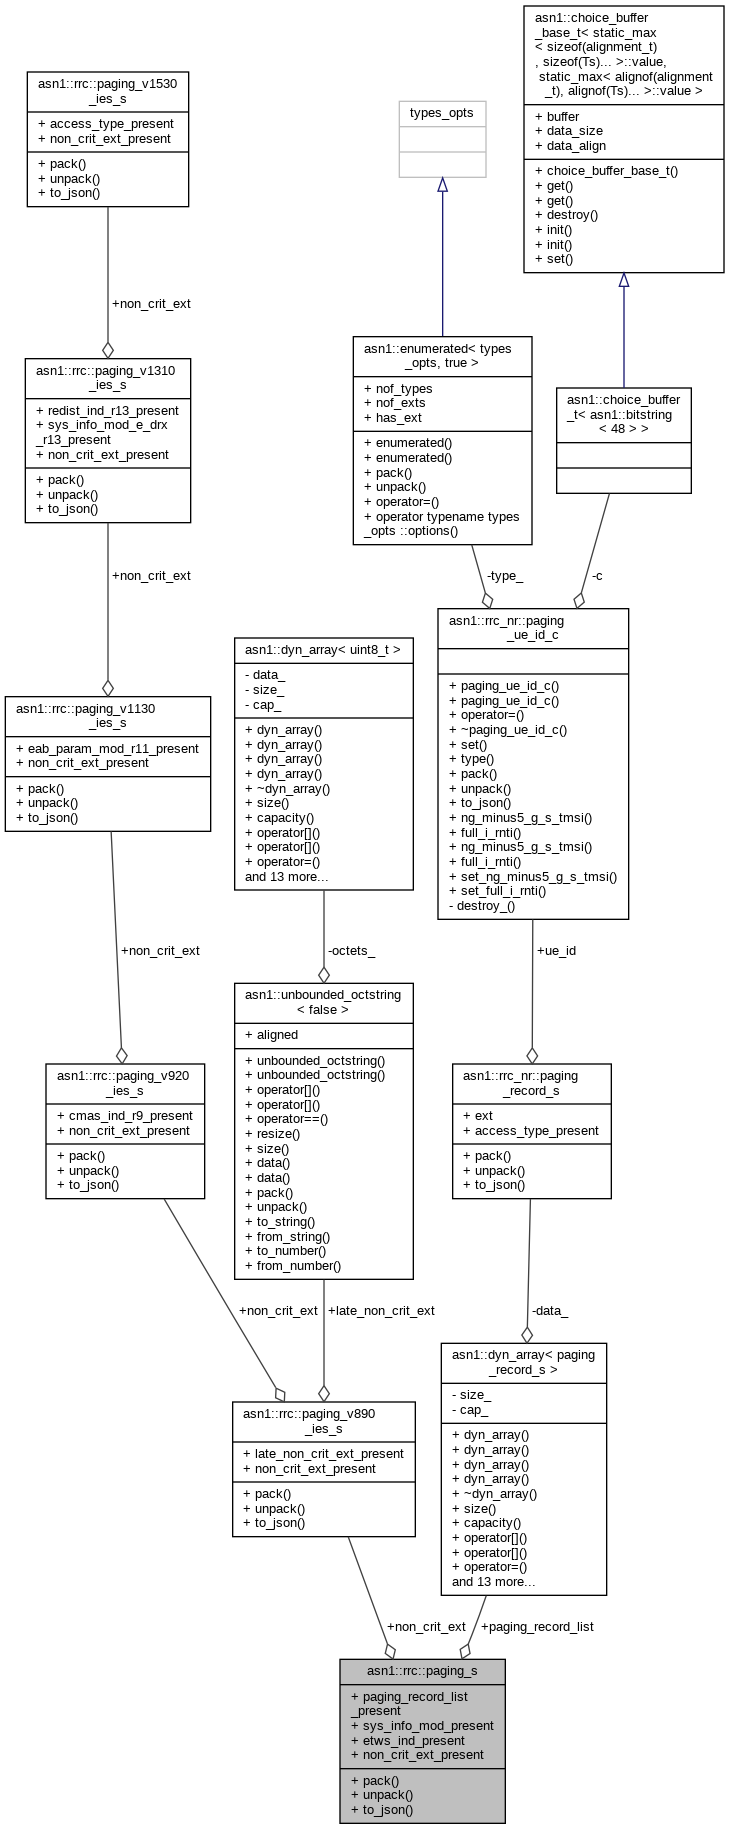 asn1::choice_buffer
_base_t< static_max
< sizeof(alignment_t)
, sizeof(Ts)... >::value,
static_max< alignof(alignment
_t), alignof(Ts)... >::value >
+ buffer
+ data_size
+ data_align
+ choice_buffer_base_t()
+ get()
+ get()
+ destroy()
+ init()
+ init()
+ set()
asn1::rrc::paging_v1530
_ies_s
+ access_type_present
+ non_crit_ext_present
+ pack()
+ unpack()
+ to_json()
types_opts
+non_crit_ext
asn1::enumerated< types
_opts, true >
+ nof_types
+ nof_exts
+ has_ext
+ enumerated()
+ enumerated()
+ pack()
+ unpack()
+ operator=()
+ operator typename types
_opts ::options()
asn1::rrc::paging_v1310
_ies_s
+ redist_ind_r13_present
+ sys_info_mod_e_drx
_r13_present
+ non_crit_ext_present
+ pack()
+ unpack()
+ to_json()
asn1::choice_buffer
_t< asn1::bitstring
< 48 > >
+non_crit_ext
-type_
-c
asn1::rrc_nr::paging
_ue_id_c
+ paging_ue_id_c()
+ paging_ue_id_c()
+ operator=()
+ ~paging_ue_id_c()
+ set()
+ type()
+ pack()
+ unpack()
+ to_json()
+ ng_minus5_g_s_tmsi()
+ full_i_rnti()
+ ng_minus5_g_s_tmsi()
+ full_i_rnti()
+ set_ng_minus5_g_s_tmsi()
+ set_full_i_rnti()
- destroy_()
asn1::dyn_array< uint8_t >
- data_
- size_
- cap_
+ dyn_array()
+ dyn_array()
+ dyn_array()
+ dyn_array()
+ ~dyn_array()
+ size()
+ capacity()
+ operator[]()
+ operator[]()
+ operator=()
and 13 more...
asn1::rrc::paging_v1130
_ies_s
+ eab_param_mod_r11_present
+ non_crit_ext_present
+ pack()
+ unpack()
+ to_json()
+non_crit_ext
-octets_
+ue_id
asn1::unbounded_octstring
< false >
+ aligned
+ unbounded_octstring()
+ unbounded_octstring()
+ operator[]()
+ operator[]()
+ operator==()
+ resize()
+ size()
+ data()
+ data()
+ pack()
+ unpack()
+ to_string()
+ from_string()
+ to_number()
+ from_number()
asn1::rrc::paging_v920
_ies_s
+ cmas_ind_r9_present
+ non_crit_ext_present
+ pack()
+ unpack()
+ to_json()
asn1::rrc_nr::paging
_record_s
+ ext
+ access_type_present
+ pack()
+ unpack()
+ to_json()
+non_crit_ext
+late_non_crit_ext
-data_
asn1::dyn_array< paging
_record_s >
- size_
- cap_
+ dyn_array()
+ dyn_array()
+ dyn_array()
+ dyn_array()
+ ~dyn_array()
+ size()
+ capacity()
+ operator[]()
+ operator[]()
+ operator=()
and 13 more...
asn1::rrc::paging_v890
_ies_s
+ late_non_crit_ext_present
+ non_crit_ext_present
+ pack()
+ unpack()
+ to_json()
+non_crit_ext
+paging_record_list
asn1::rrc::paging_s
+ paging_record_list
_present
+ sys_info_mod_present
+ etws_ind_present
+ non_crit_ext_present
+ pack()
+ unpack()
+ to_json()